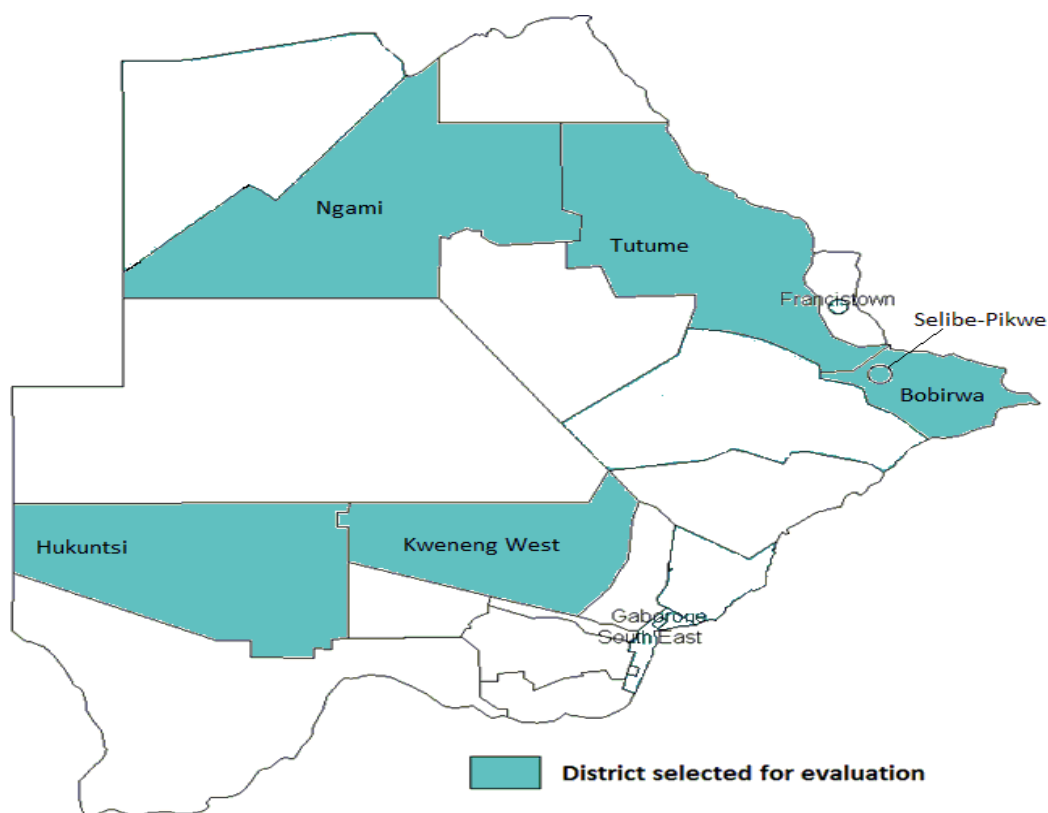 Ngami
Tutume
Francistown
Selibe-Pikwe
Bobirwa
Hukuntsi
Kweneng West
Gaborone
South East
District selected for evaluation